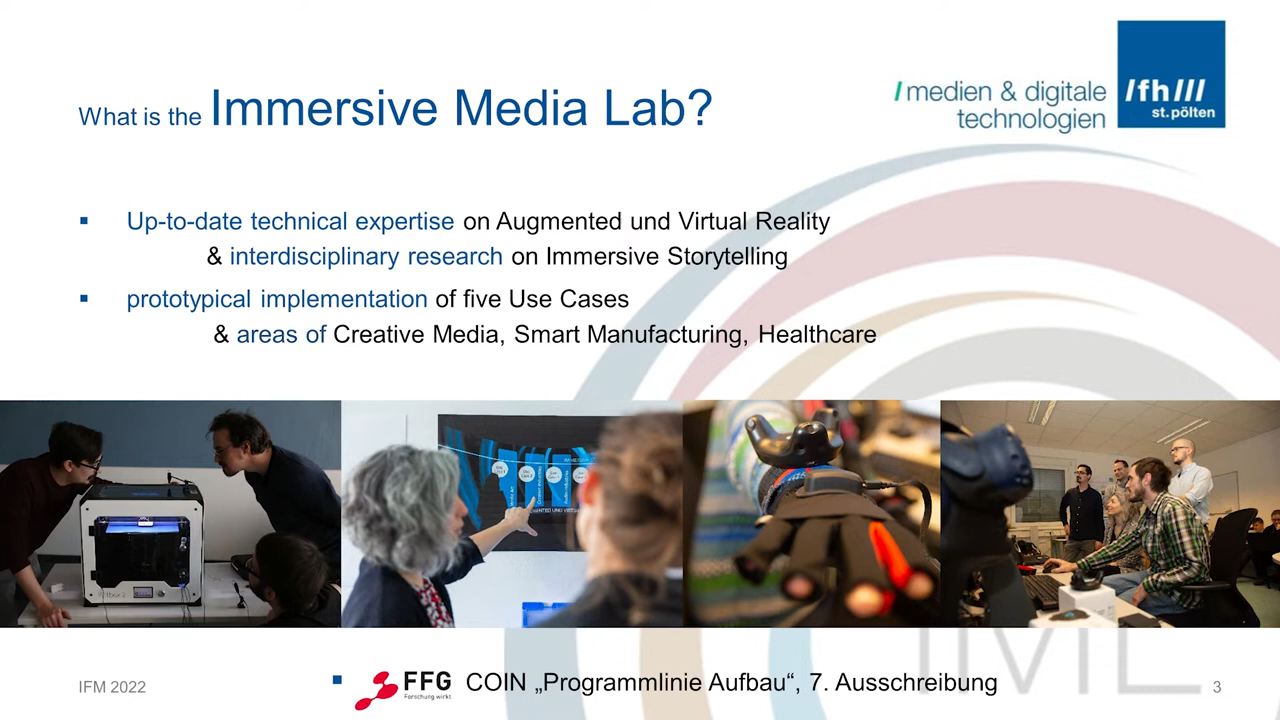 What is the Immersive Media Lab?
/ medien & digitale
technologien
/fh///
st.pölten
▪ Up-to-date technical expertise on Augmented und Virtual Reality
& interdisciplinary research on Immersive Storytelling
▪ prototypical implementation of five Use Cases
& areas of Creative Media, Smart Manufacturing, Healthcare
IML
IFM 2022
▪ FFG
Forschung wirkt
COIN „Programmlinie Aufbau“, 7. Ausschreibung
3